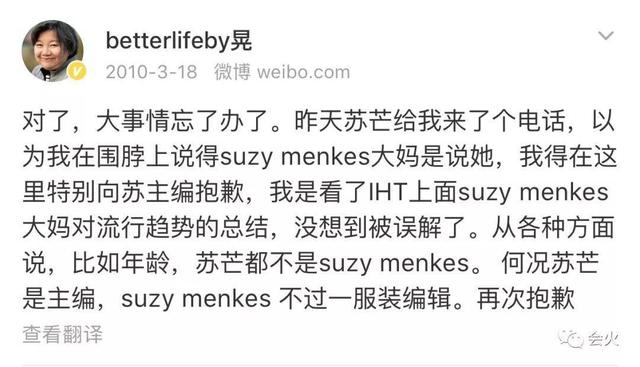 betterlifeby晃
2010-3-18 微博 weibo.com
对了，大事情忘了办了。昨天苏芒给我来了个电话，以
为我在围脖上说得suzy menkes大妈是说她，我得在这
里特别向苏主编抱歉，我是看了IHT上面suzy menkes
大妈对流行趋势的总结，没想到被误解了。从各种方面
说，比如年龄，苏芒都不是suzy menkes。 何况苏芒
是主编，suzy menkes 不过一服装编辑。再次抱歉
查看翻译
会火